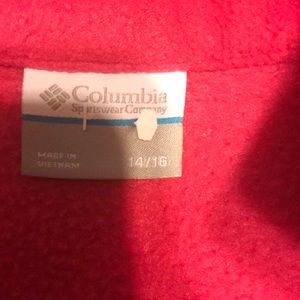 Columbia
Sportswear Company
MADE IN
VIETNAM
14/16